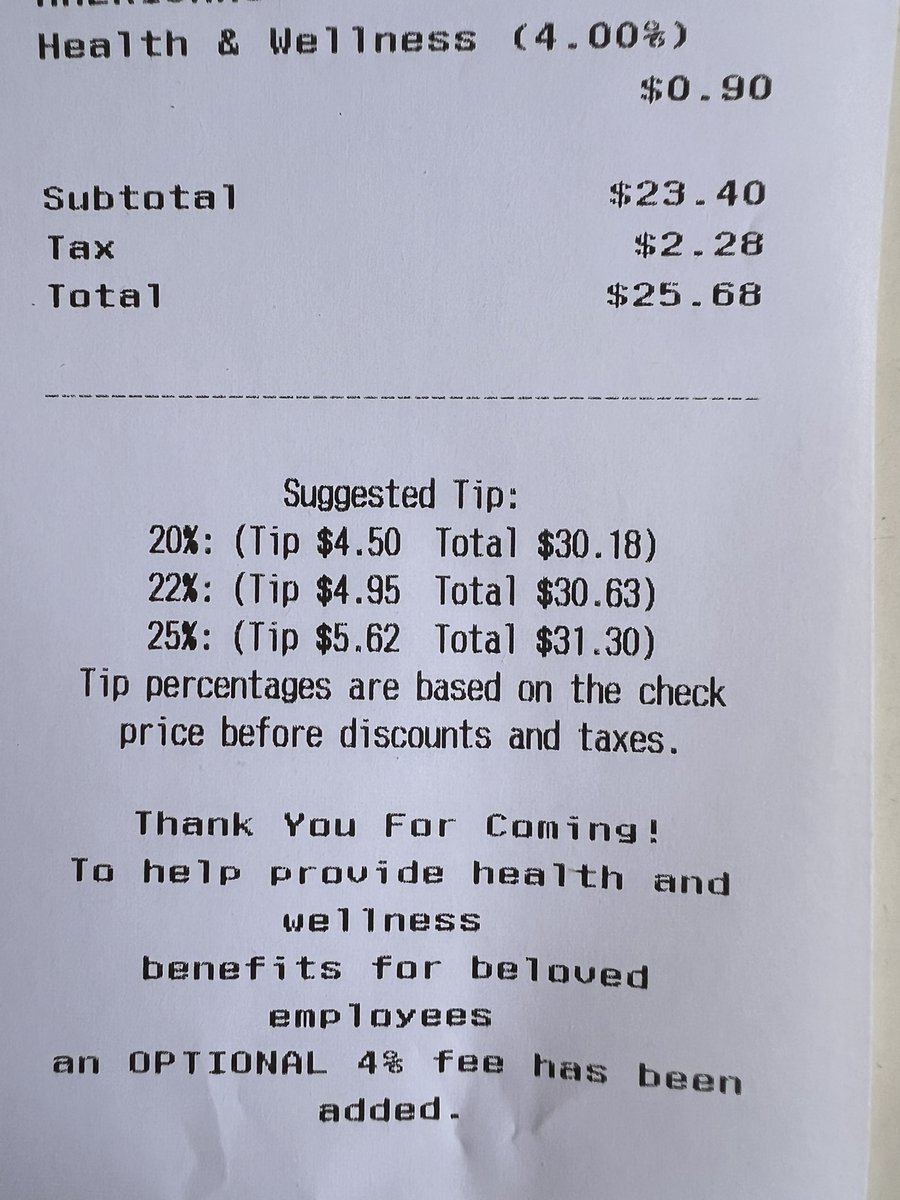 Health & Wellness (4.00%)
$0.90
Subtotal $23.40
Tax $2.28
Total $25.68
Suggested Tip:
20%: (Tip $4.50 Total $30.18)
22%: (Tip $4.95 Total $30.63)
25%: (Tip $5.62 Total $31.30)
Tip percentages are based on the check
price before discounts and taxes.
Thank You For Coming!
To help provide health and
wellness
benefits for beloved
employees
an OPTIONAL 4% fee has been
added.